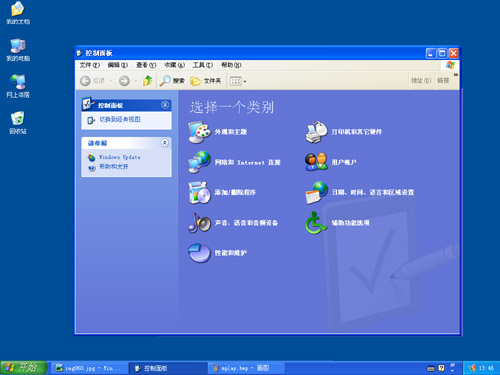 我的文档
我的电脑
网上邻居
回收站
控制面板
文件(F) 编辑(E) 查看(V) 收藏(A) 工具(T) 帮助(H)
后退 搜索 文件夹 地址(D) 链接
控制面板
切换到经典视图
请参阅
Windows Update
帮助和支持
选择一个类别
外观和主题
打印机和其它硬件
网络和 Internet 连接
用户帐户
添加/删除程序
日期、时间、语言和区域设置
声音、语音和音频设备
辅助功能选项
性能和维护
开始
img060 jpg - Win...
控制面板
splap bmp - 画图
13:46